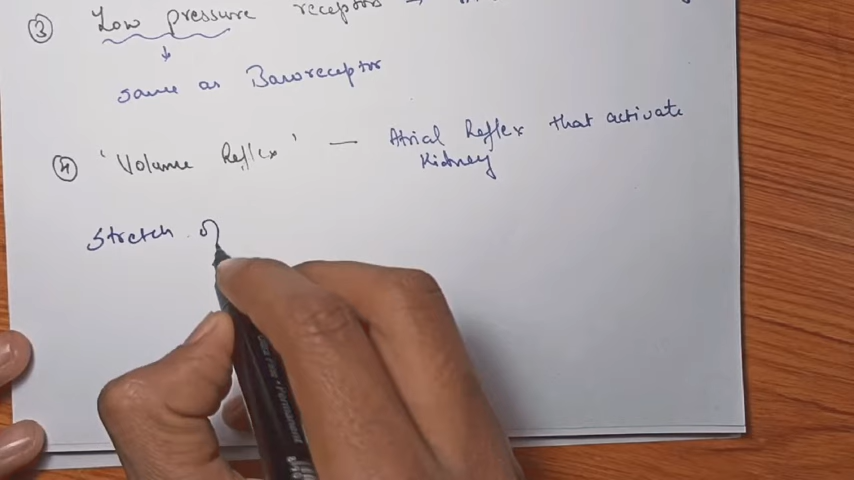 ③ Low pressure receptors →
↓
same as Baroreceptor
④ 'Volume Reflex' — Atrial Reflex that activate
Kidney
Stretch